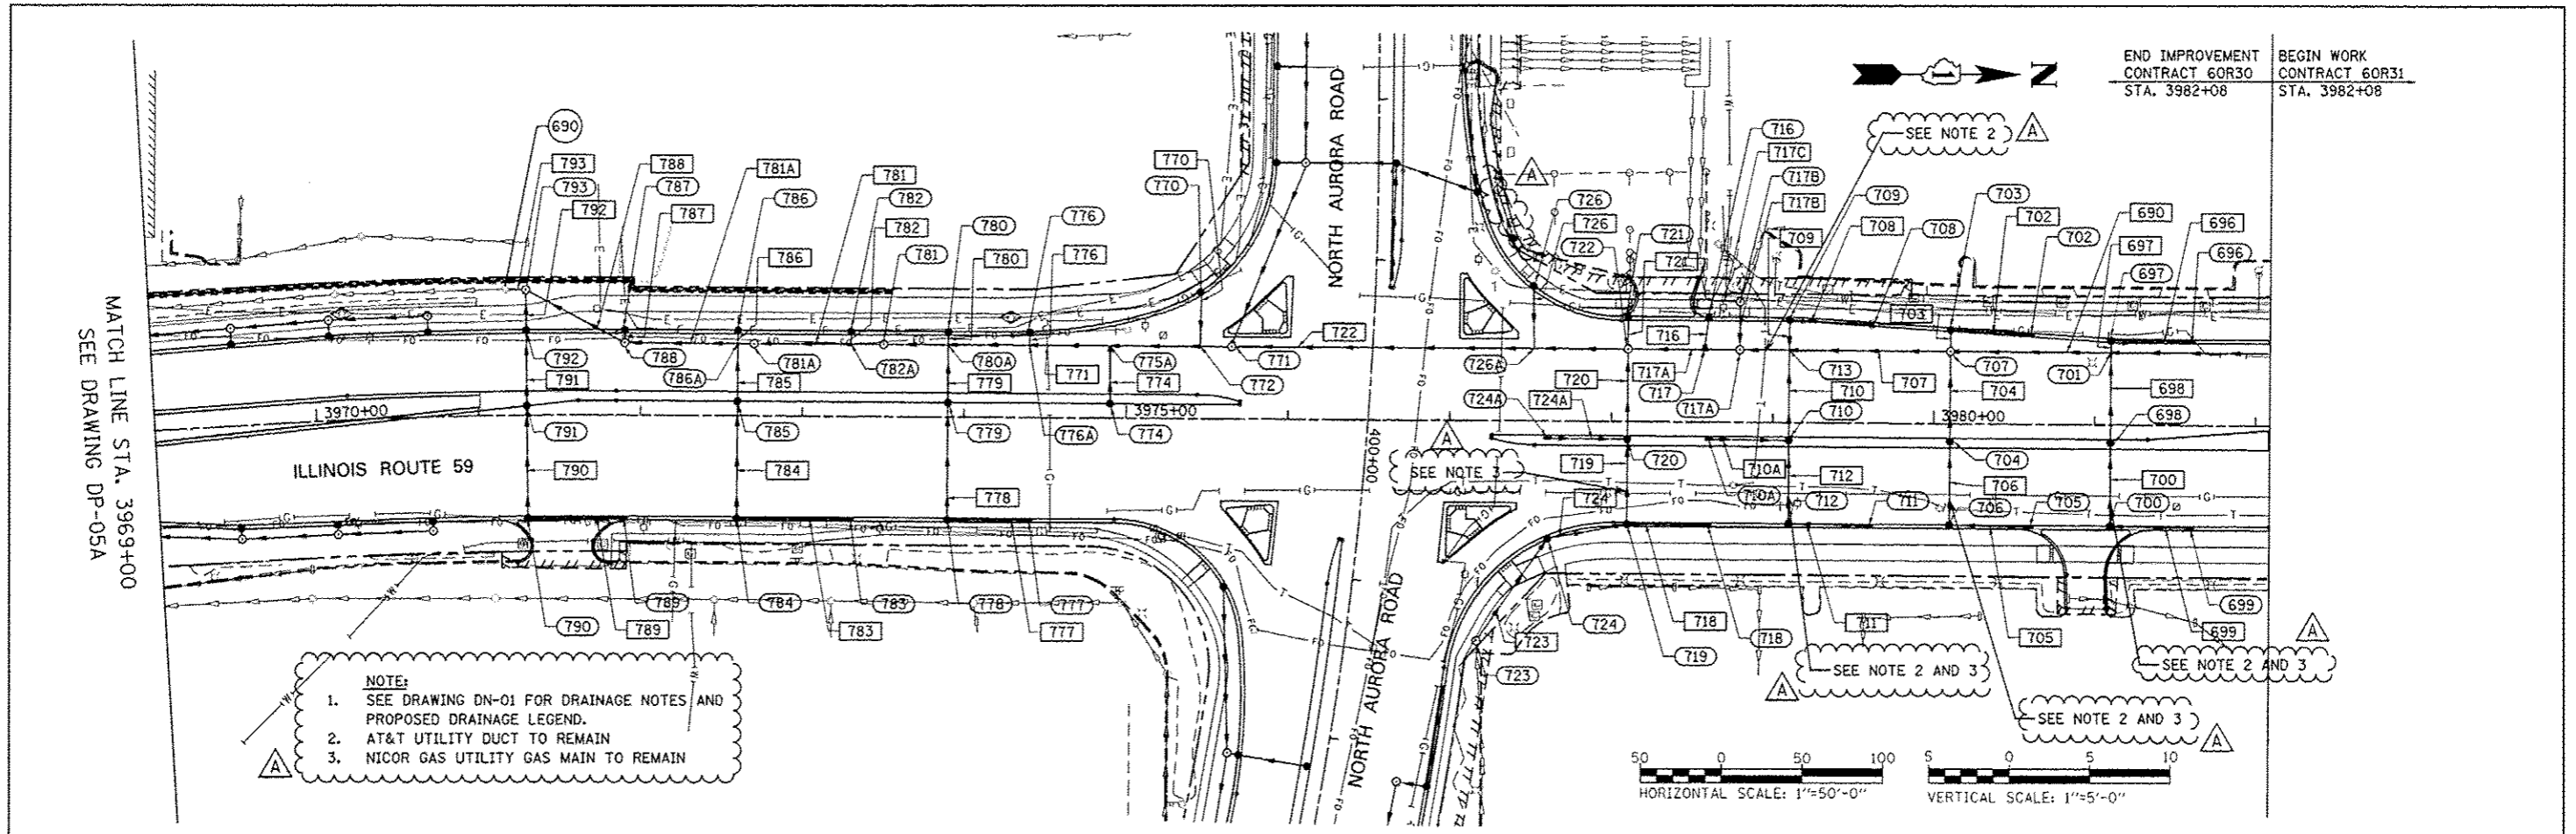 END IMPROVEMENT BEGIN WORK
CONTRACT 60R30 CONTRACT 60R31
STA. 3982+08 STA. 3982+08
N
SEE NOTE 2 A
690
793 788 781A 781 770 716
793 787 786 782 776 770 717C
792 787 782 780 726 717B 709 703 690 696
786 781 780 776 726 721 717B 708 708 702 702 697 696
722 721 709 697
703
792 788 786A 781A 782A 780A 775A 771 722 726A 716 713 707 707 701
791 785 779 771 774 772 720 717A 717 710 704 698
724A 724A 717A
3970+00 3975+00 3980+00
791 785 779 776A 774 720 710 704 698
NORTH AURORA ROAD
400+00
A
ILLINOIS ROUTE 59
790 784 778 719 710A 712 706 700
SEE NOTE 3
724 710A 712 711 706 705 700
MATCH LINE STA. 3969+00
SEE DRAWING DP-05A
789 784 783 778 777
790 789 783 777
724 718 711 705 699
723 719 718 699
723
NORTH AURORA ROAD
SEE NOTE 2 AND 3 A
SEE NOTE 2 AND 3 A
SEE NOTE 2 AND 3 A
NOTE:
1. SEE DRAWING DN-01 FOR DRAINAGE NOTES AND
PROPOSED DRAINAGE LEGEND.
2. AT&T UTILITY DUCT TO REMAIN
3. NICOR GAS UTILITY GAS MAIN TO REMAIN
A
50 0 50 100
HORIZONTAL SCALE: 1"=50'-0"
5 0 5 10
VERTICAL SCALE: 1"=5'-0"